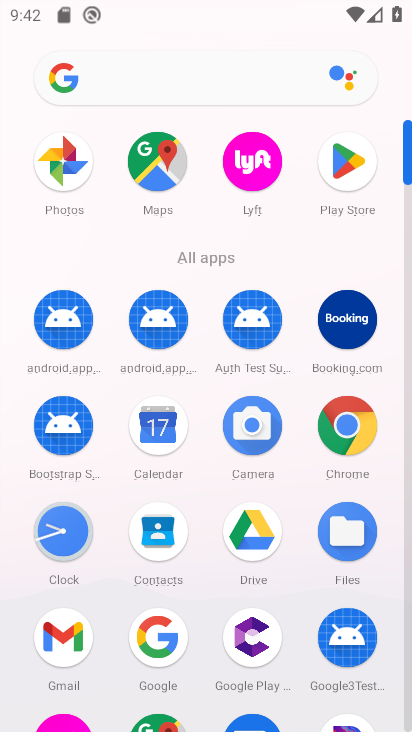 9:42
Photos Maps Lyft Play Store
All apps
android.app,.. android.app,.. Auth Test Su,.. Booking.com
Bootstrap S,.. Calendar Camera Chrome
Clock Contacts Drive Files
Gmail Google Google Play ... Google3Test..
lyft
Booking
17